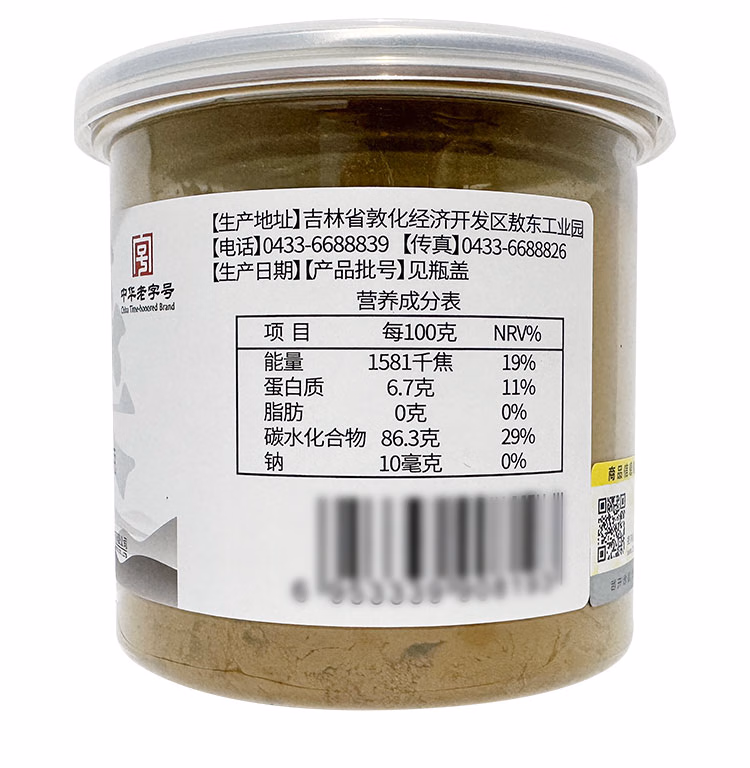 【生产地址】吉林省敦化经济开发区敖东工业园
【电话】0433-6688839 【传真】0433-6688826
【生产日期】【产品批号】见瓶盖
中华老字号
China Time-honored Brand
营养成分表
项 目 每100克 NRV%
能量 1581千焦 19%
蛋白质 6.7克 11%
脂肪 0克 0%
碳水化合物 86.3克 29%
钠 10毫克 0%
商品信息